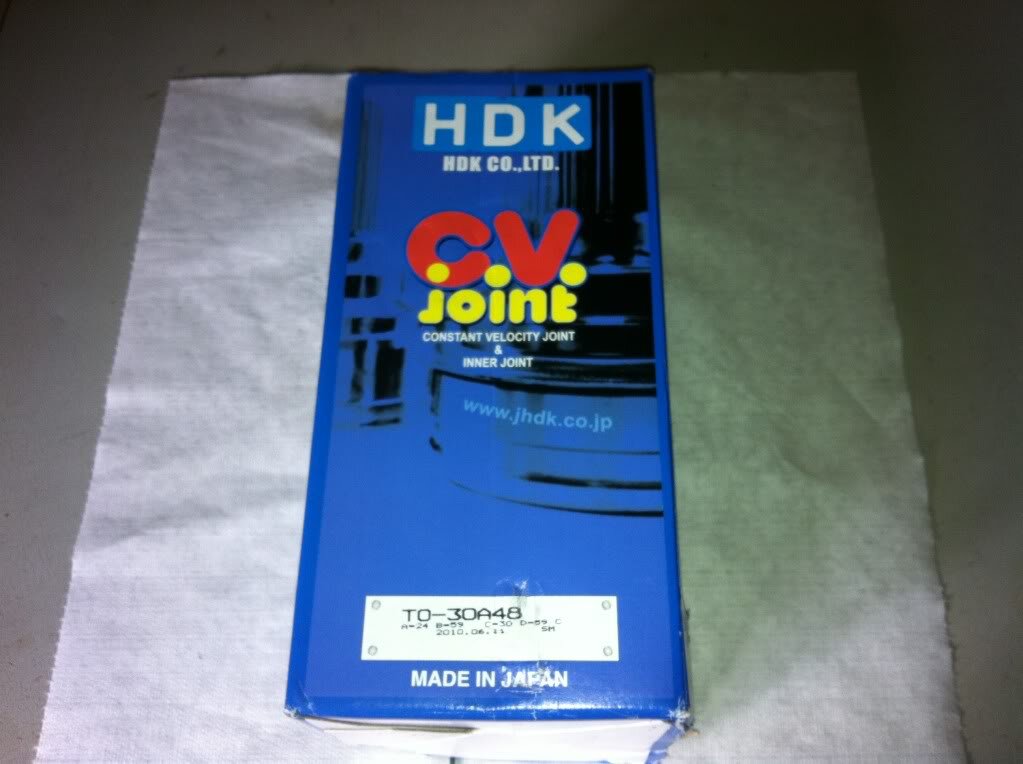 HDK
HDK CO.,LTD.
C.V.
joint
CONSTANT VELOCITY JOINT
&
INNER JOINT
www.jhdk.co.jp
TO-30A48
A=24 B=59 C=30 D=59 C
2010.06.11 SM
MADE IN JAPAN